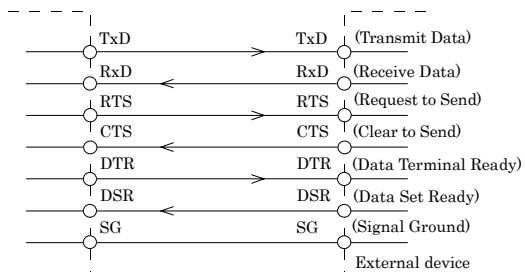 TxD TxD (Transmit Data)
RxD RxD (Receive Data)
RTS RTS (Request to Send)
CTS CTS (Clear to Send)
DTR DTR (Data Terminal Ready)
DSR DSR (Data Set Ready)
SG SG (Signal Ground)
External device